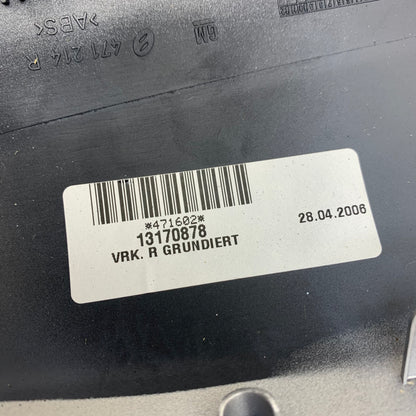 >ABS< 471 214 R GM
*471602*
13170878
VRK. R GRUNDIERT
28.04.2006